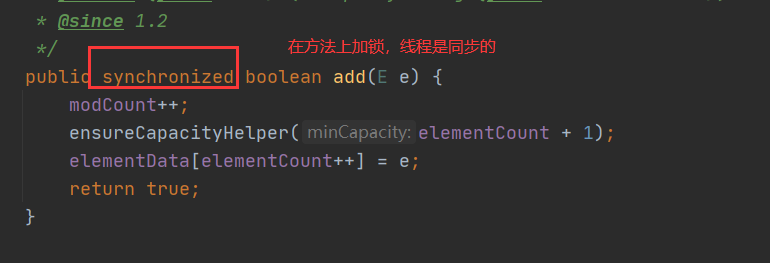 * @since 1.2
在方法上加锁，线程是同步的
*/
public synchronized boolean add(E e) {
modCount++;
ensureCapacityHelper( minCapacity: elementCount + 1);
elementData[elementCount++] = e;
return true;
}